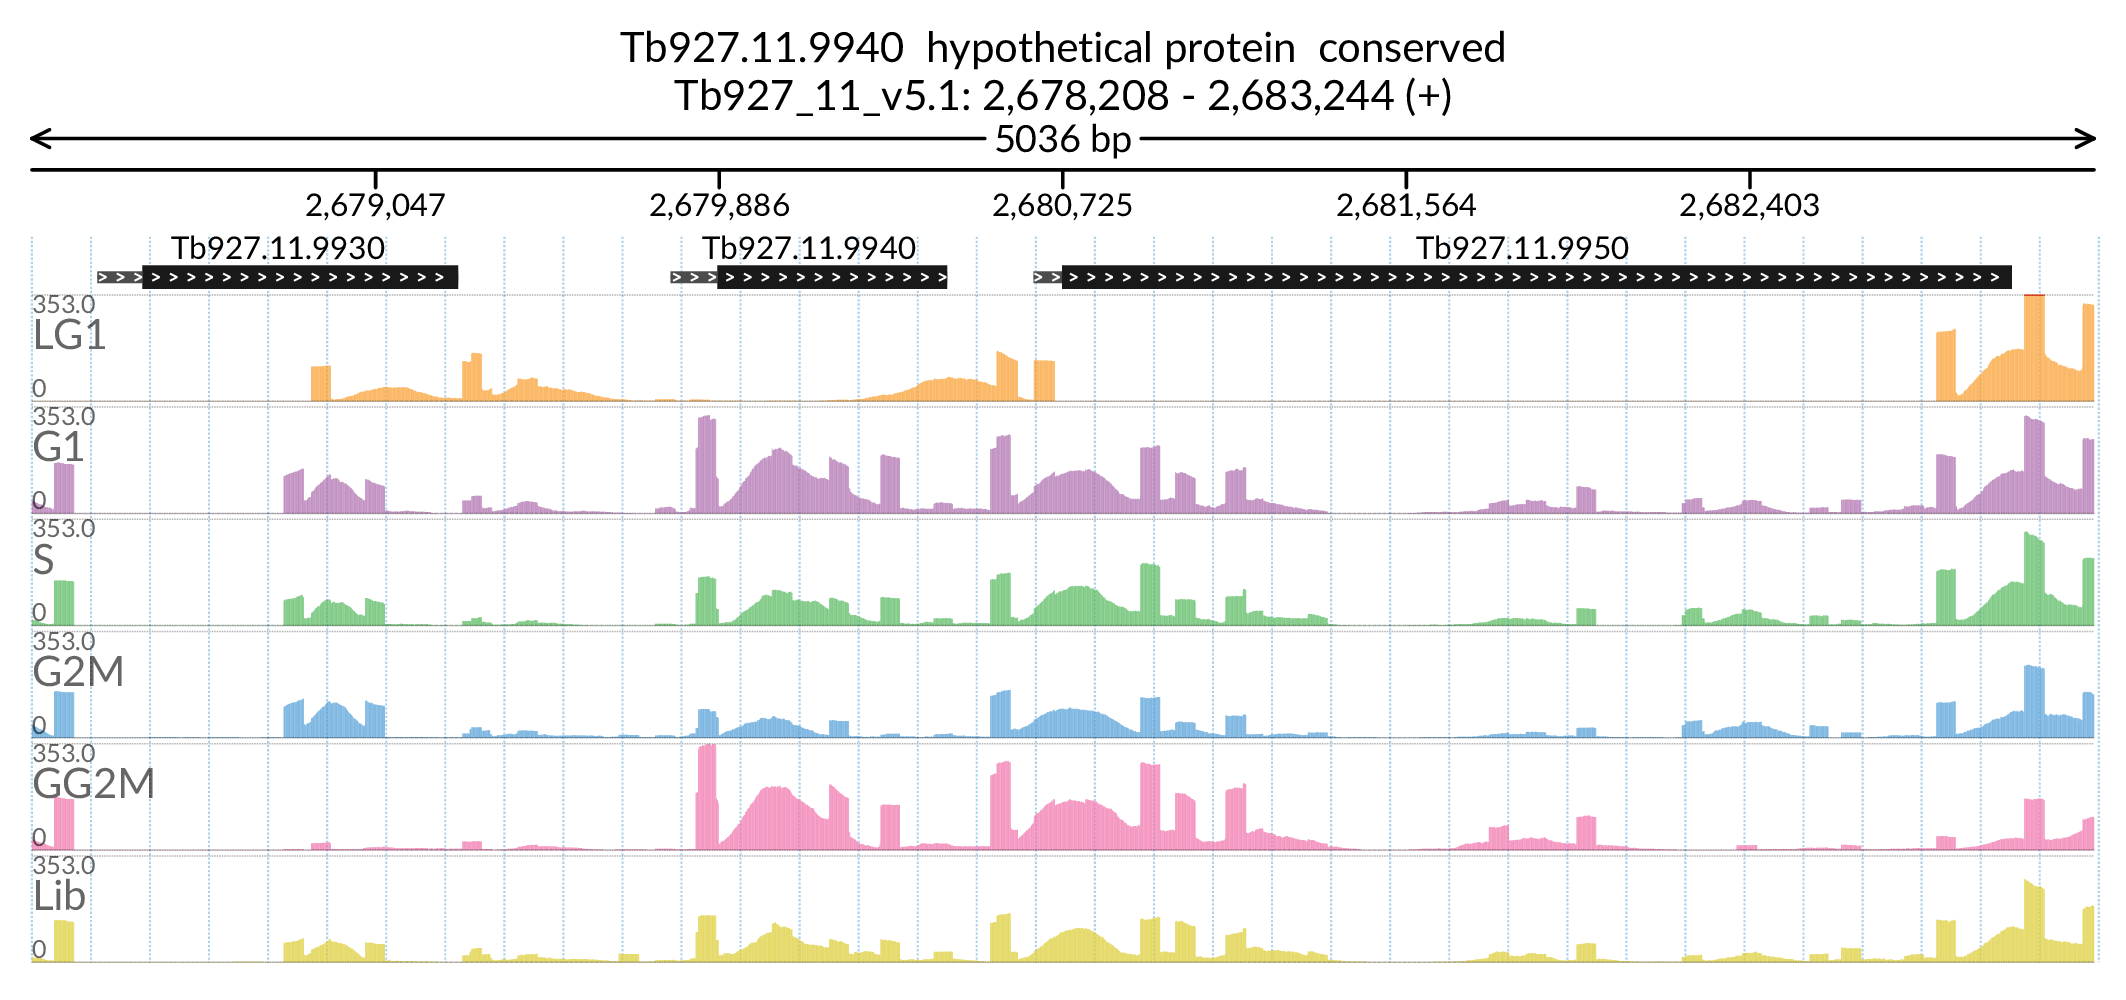 Tb927.11.9940  hypothetical protein  conserved
Tb927_11_v5.1: 2,678,208 - 2,683,244 (+)
5036 bp
2,679,047 2,679,886 2,680,725 2,681,564 2,682,403
Tb927.11.9930 Tb927.11.9940 Tb927.11.9950
353.0
LG1
0
353.0
G1
0
353.0
S
0
353.0
G2M
0
353.0
GG2M
0
353.0
Lib
0